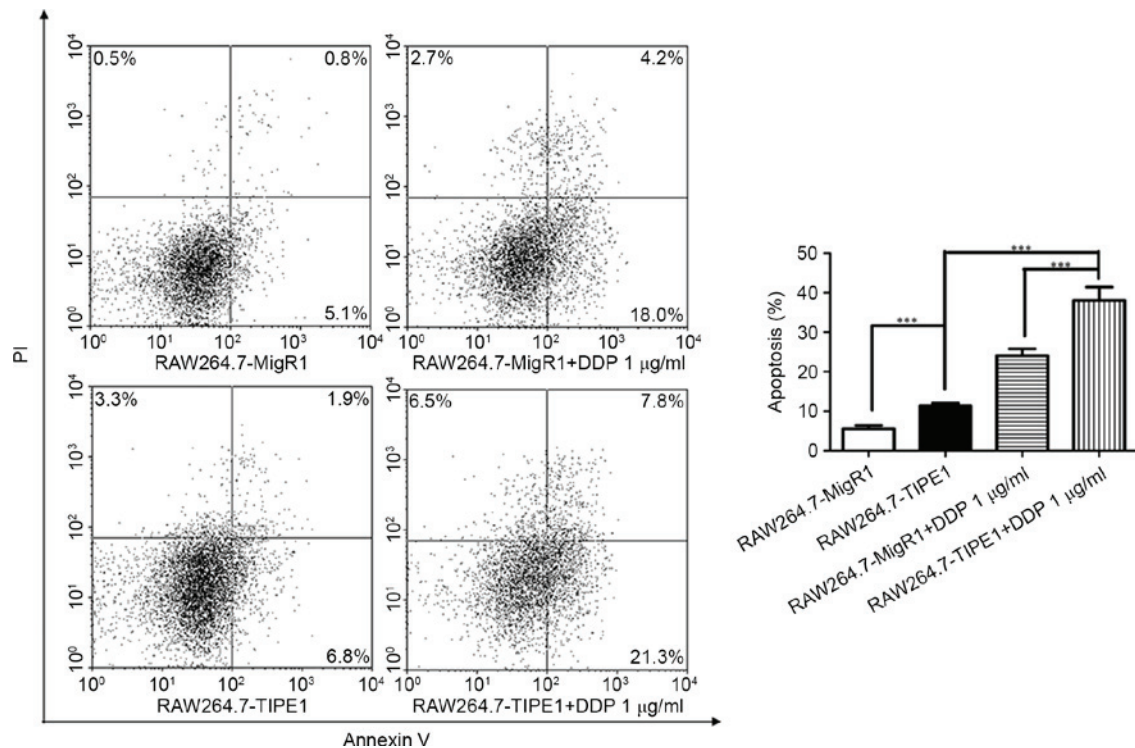 PI
10⁴
10³
10²
10¹
10⁰
0.5%
0.8%
5.1%
10⁰ 10¹ 10² 10³ 10⁴
RAW264.7-MigR1
10⁴
10³
10²
10¹
10⁰
2.7%
4.2%
18.0%
10⁰ 10¹ 10² 10³ 10⁴
RAW264.7-MigR1+DDP 1 μg/ml
10⁴
10³
10²
10¹
10⁰
3.3%
1.9%
6.8%
10⁰ 10¹ 10² 10³ 10⁴
RAW264.7-TIPE1
10⁴
10³
10²
10¹
10⁰
6.5%
7.8%
21.3%
10⁰ 10¹ 10² 10³ 10⁴
RAW264.7-TIPE1+DDP 1 μg/ml
Annexin V
Apoptosis (%)
50
40
30
20
10
0
***
***
***
RAW264.7-MigR1
RAW264.7-TIPE1
RAW264.7-MigR1+DDP 1 μg/ml
RAW264.7-TIPE1+DDP 1 μg/ml